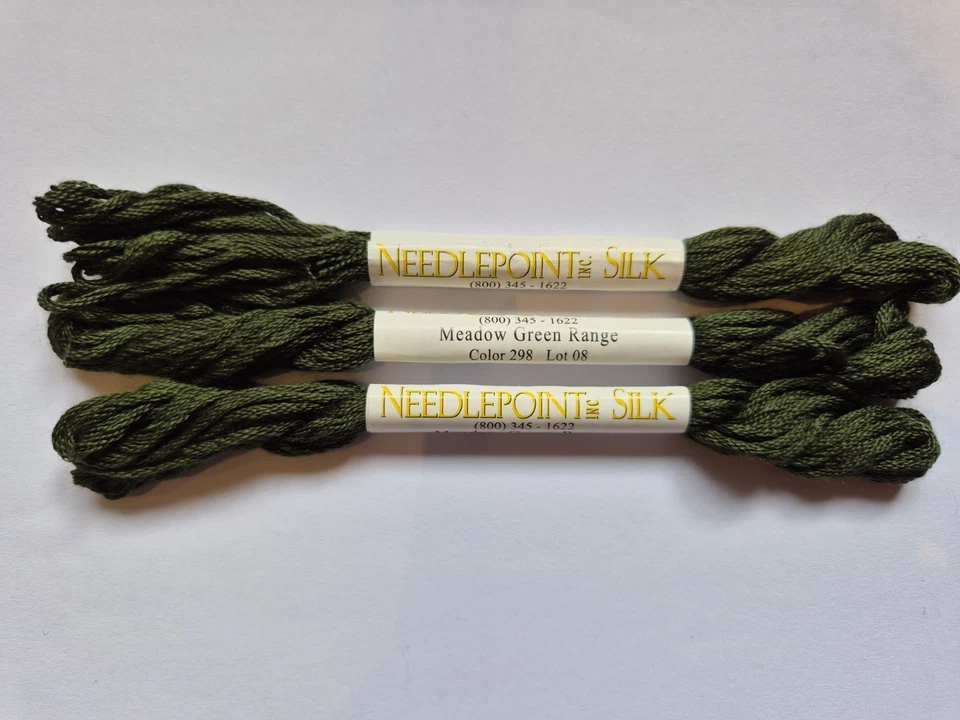 NEEDLEPOINT INC. SILK
(800) 345 - 1622
(800) 345 - 1622
Meadow Green Range
Color 298 Lot 08
NEEDLEPOINT INC SILK
(800) 345 - 1622